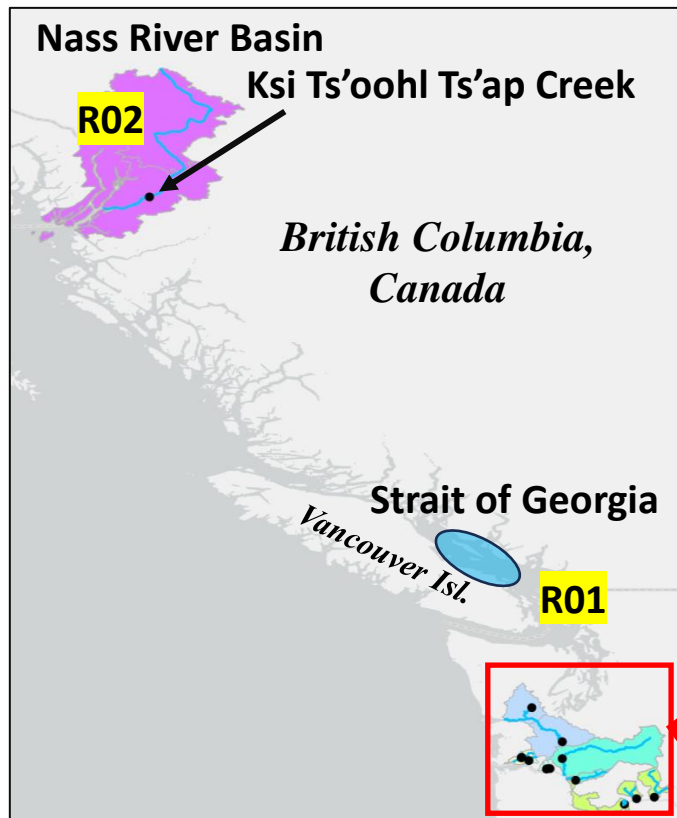 Nass River Basin
Ksi Ts’oohl Ts’ap Creek
R02
British Columbia,
Canada
Strait of Georgia
Vancouver Isl.
R01